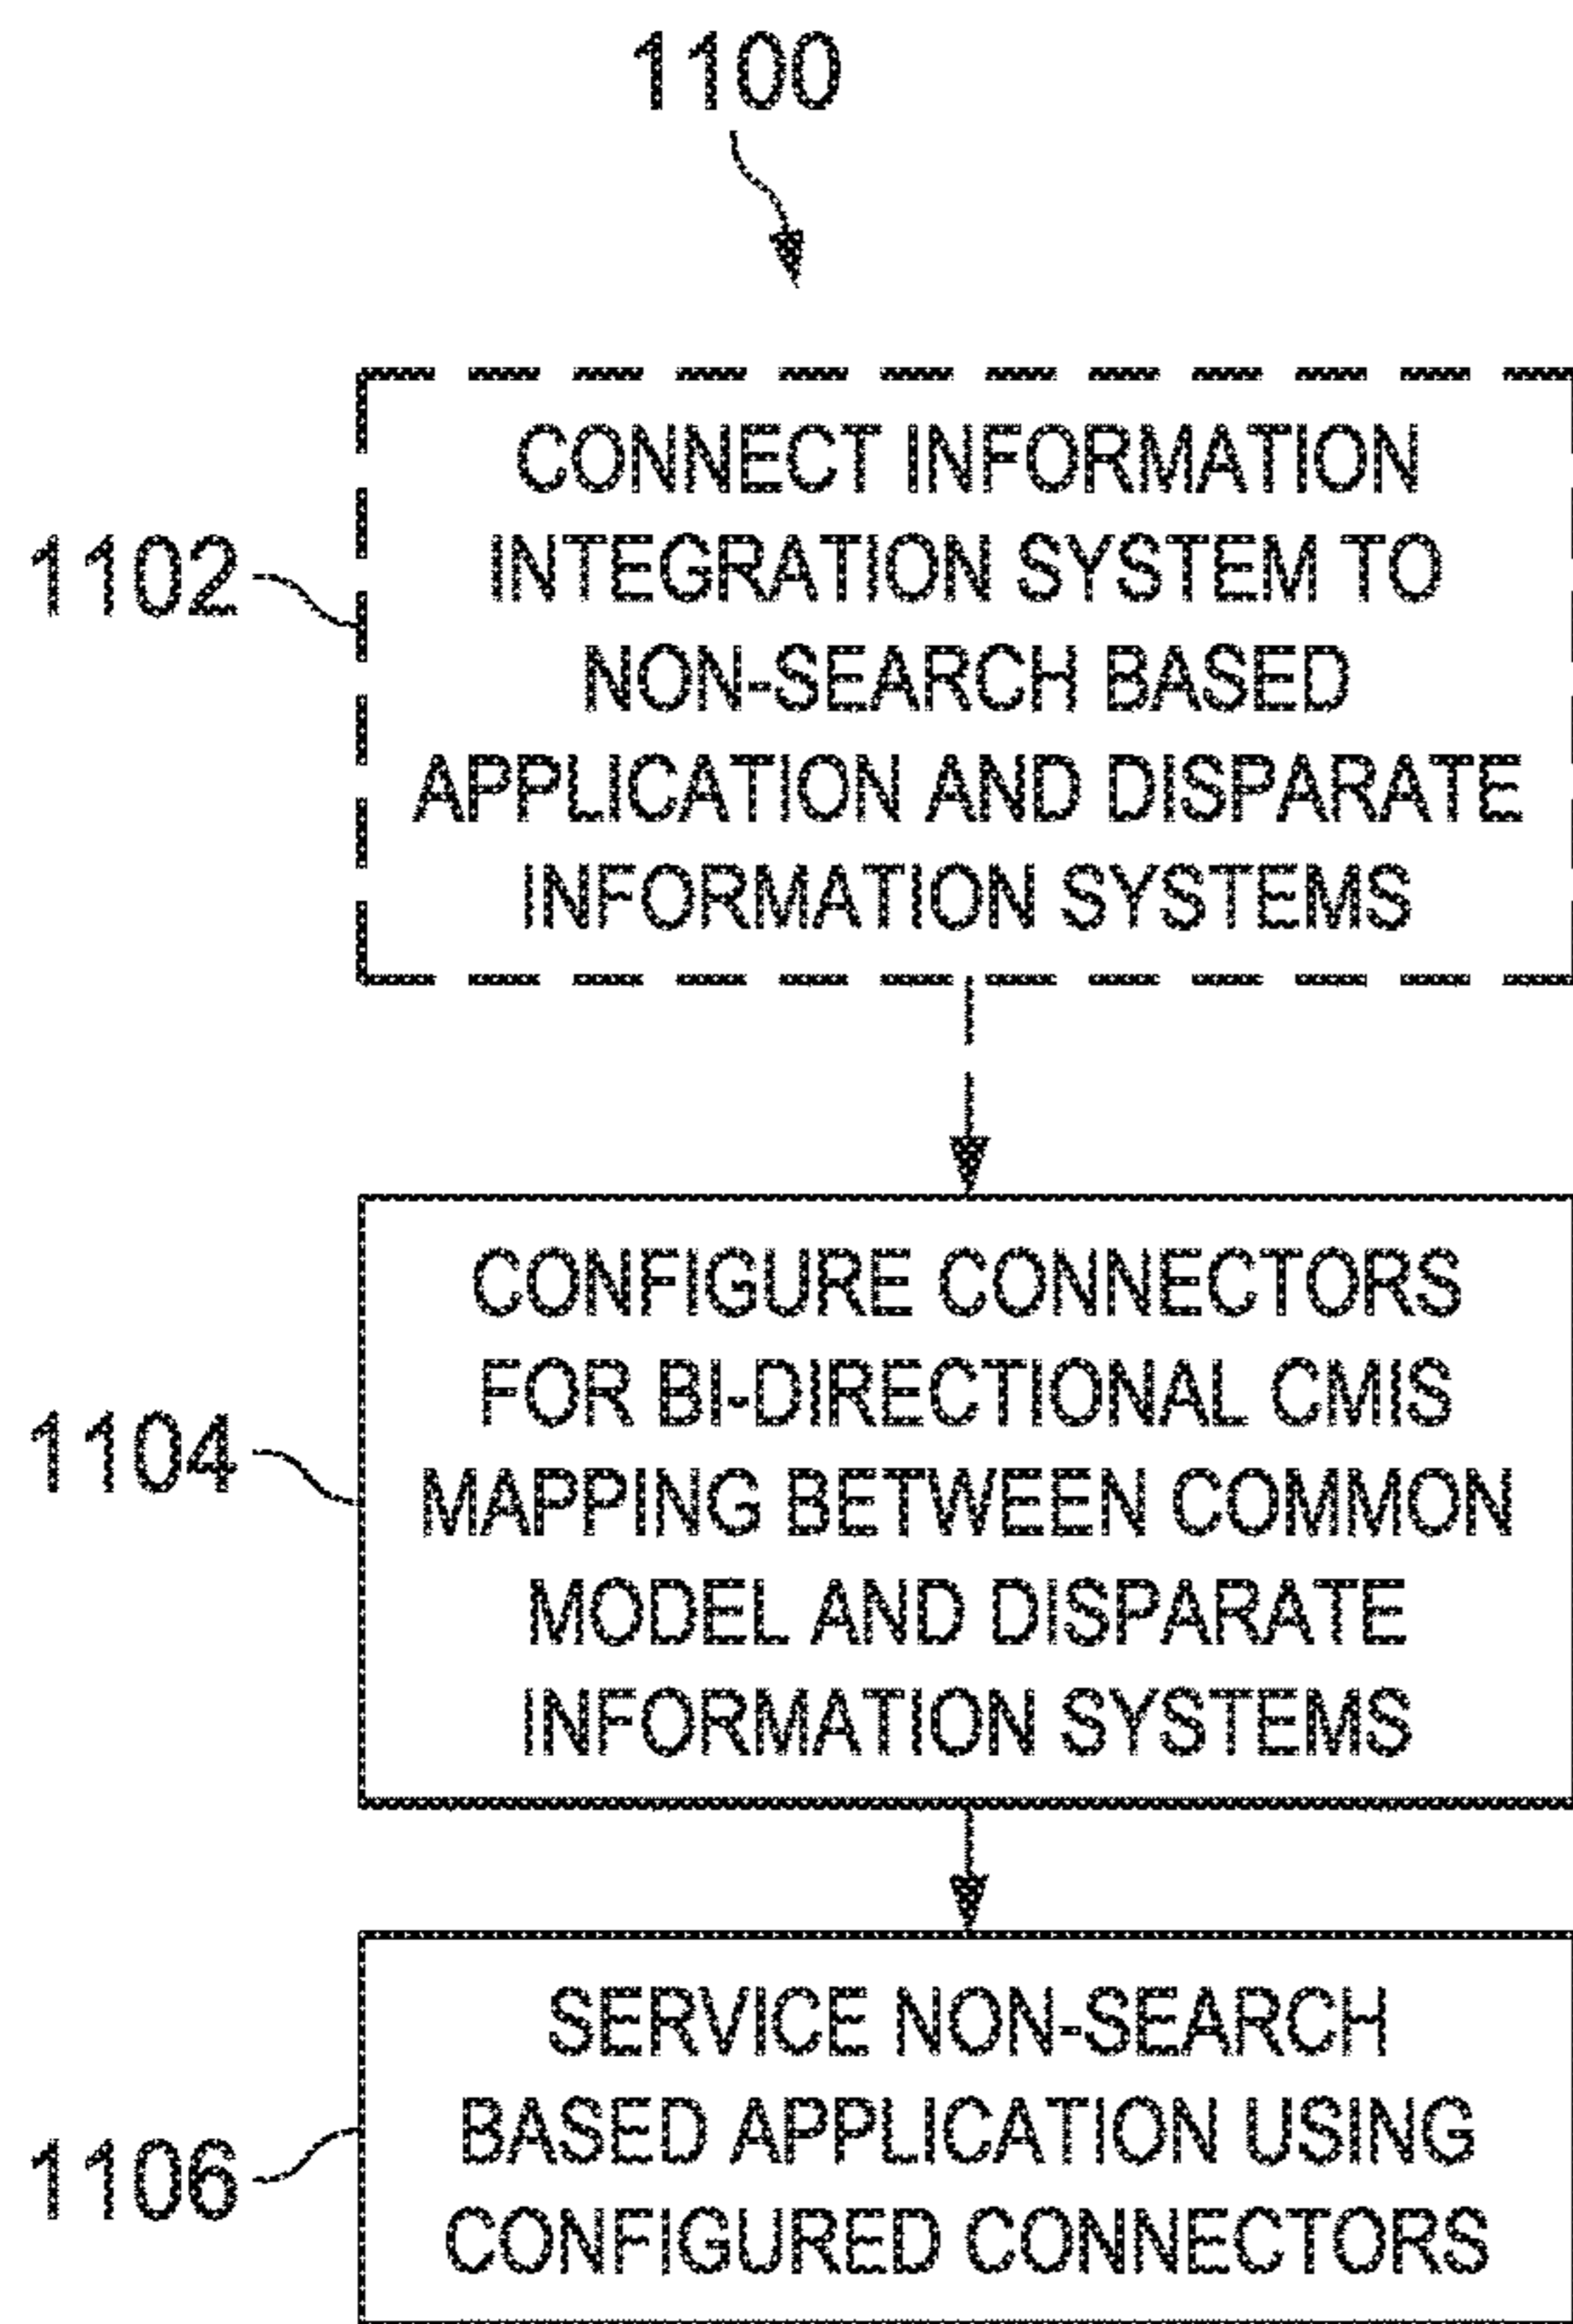 1100
1102
CONNECT INFORMATION
INTEGRATION SYSTEM TO
NON-SEARCH BASED
APPLICATION AND DISPARATE
INFORMATION SYSTEMS
1104
CONFIGURE CONNECTORS
FOR BI-DIRECTIONAL CMIS
MAPPING BETWEEN COMMON
MODEL AND DISPARATE
INFORMATION SYSTEMS
1106
SERVICE NON-SEARCH
BASED APPLICATION USING
CONFIGURED CONNECTORS